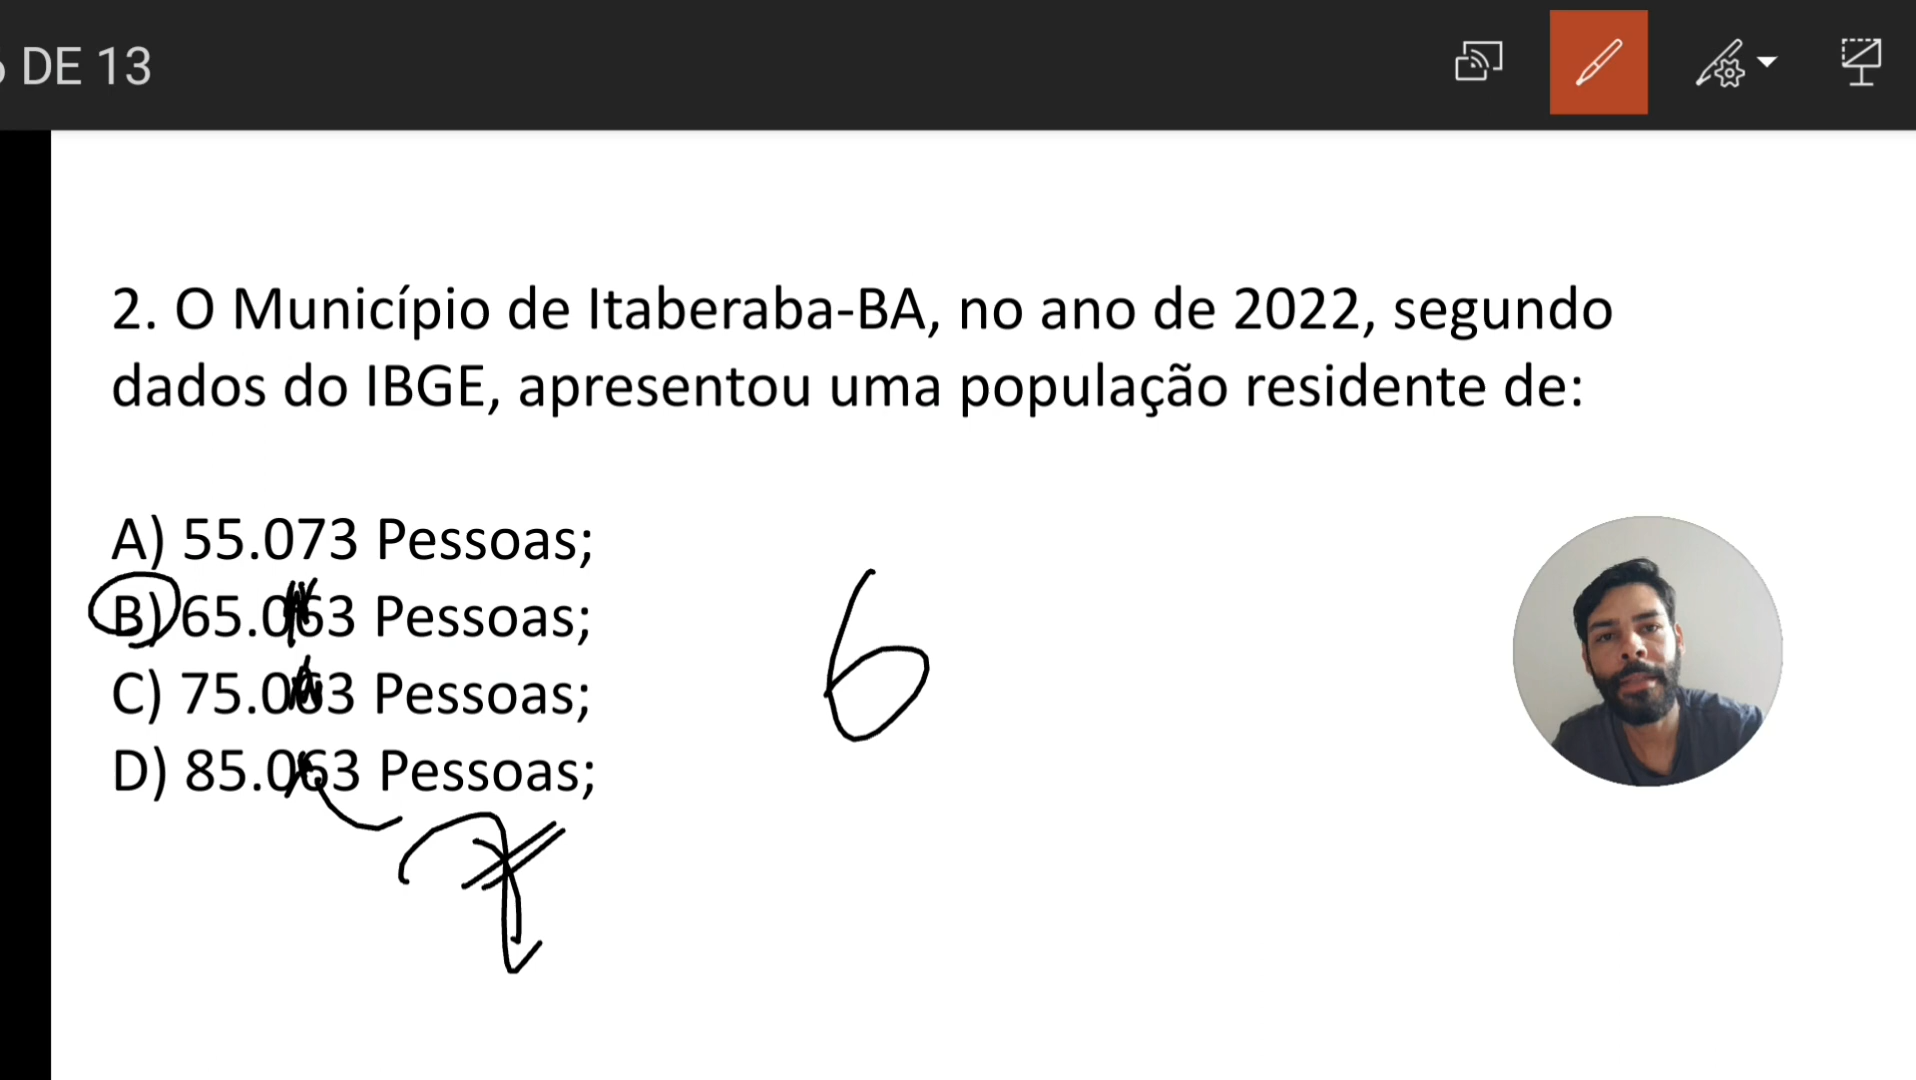 DE 13
2. O Município de Itaberaba-BA, no ano de 2022, segundo
dados do IBGE, apresentou uma população residente de:
A) 55.073 Pessoas;
B) 65.063 Pessoas;
6
C) 75.063 Pessoas;
D) 85.063 Pessoas;
7